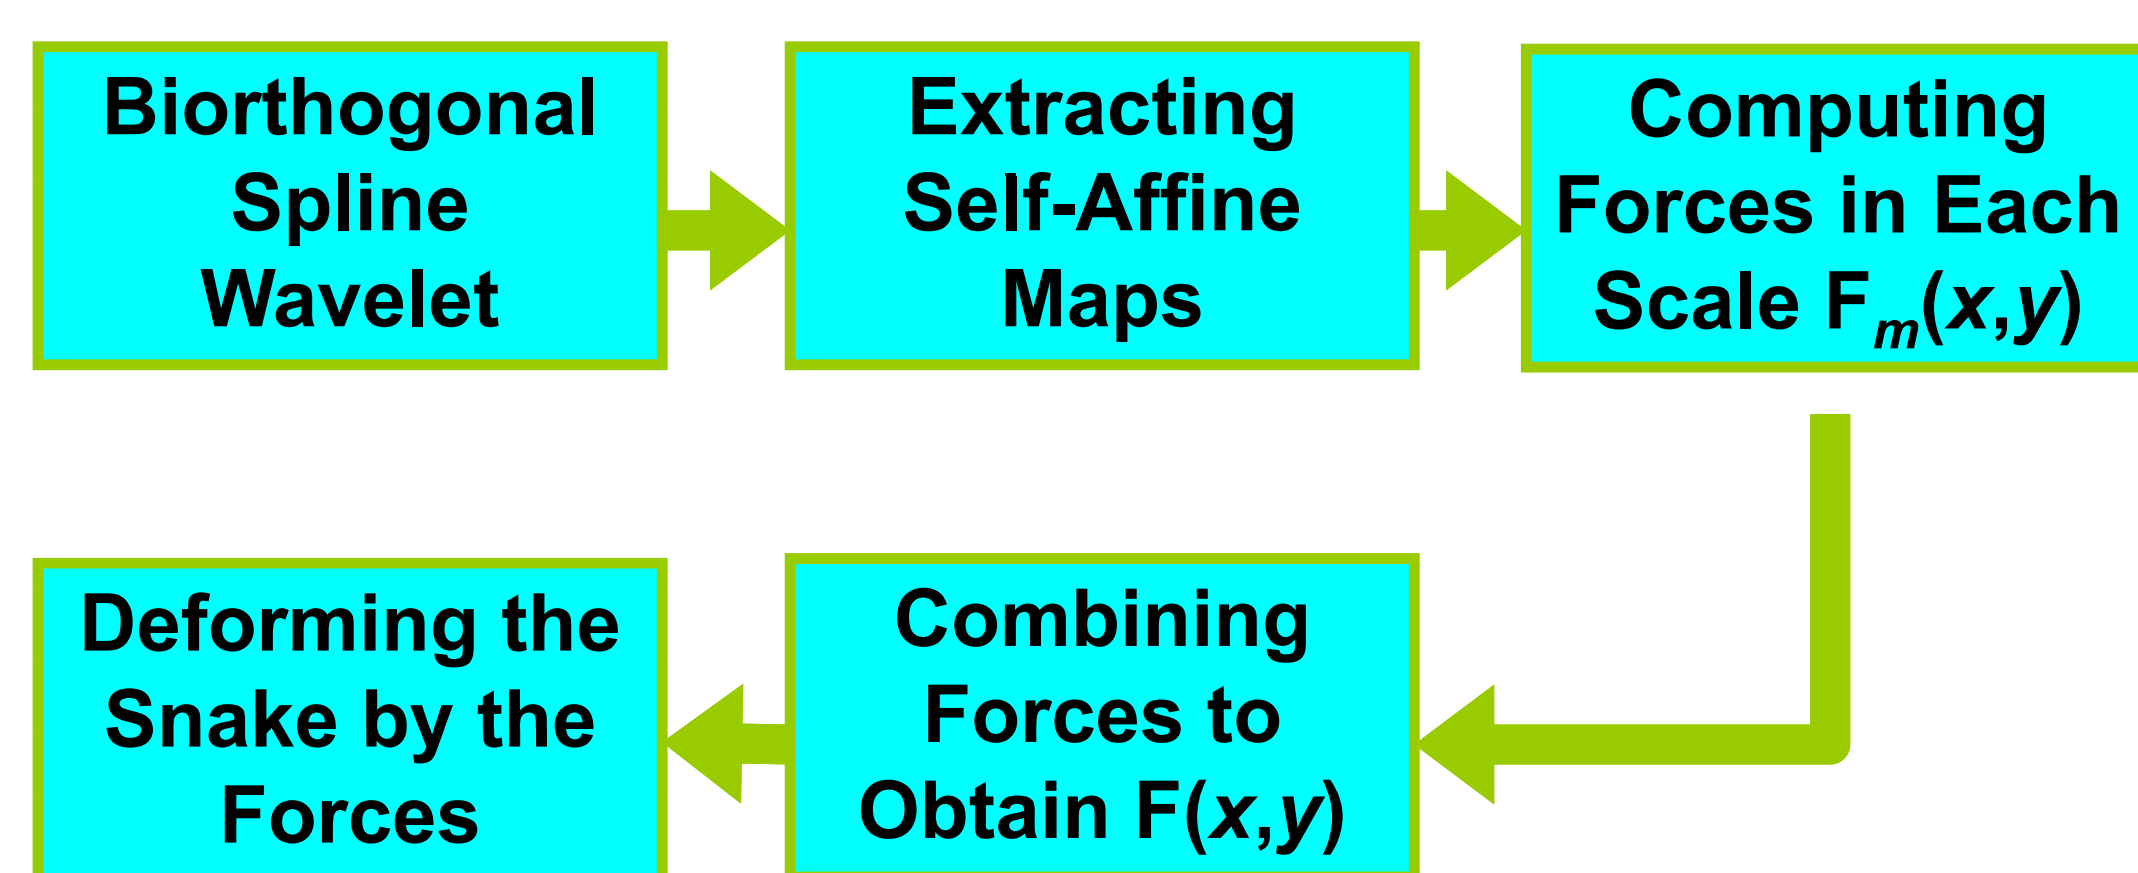 Biorthogonal
Spline
Wavelet
Extracting
Self-Affine
Maps
Computing
Forces in Each
Scale Fₘ(x,y)
Combining
Forces to
Obtain F(x,y)
Deforming the
Snake by the
Forces